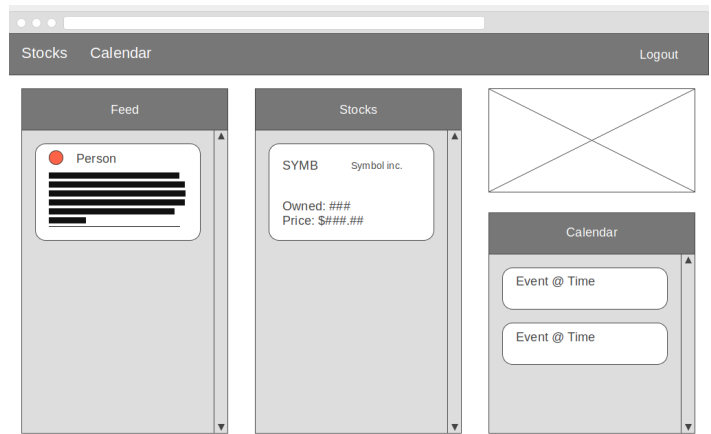 Stocks
Calendar
Logout
Feed
Person
Stocks
SYMB
Symbol inc.
Owned: ###
Price: $###.##
Calendar
Event @ Time
Event @ Time